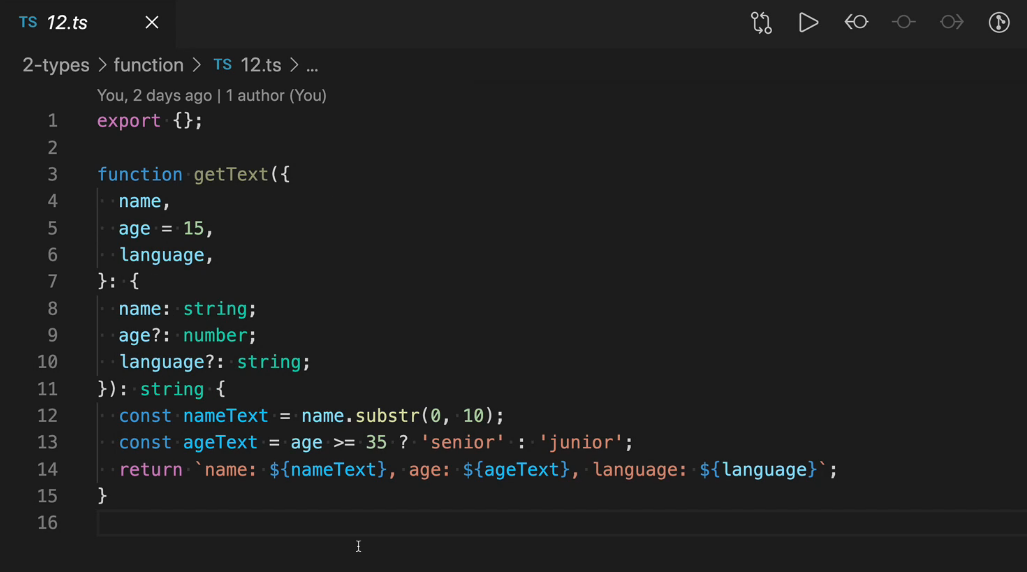 TS 12.ts
2-types > function > TS 12.ts > ...
You, 2 days ago | 1 author (You)
1 export {};
2
3 function getText({
4   name,
5   age = 15,
6   language,
7 }: {
8   name: string;
9   age?: number;
10   language?: string;
11 }): string {
12   const nameText = name.substr(0, 10);
13   const ageText = age >= 35 ? 'senior' : 'junior';
14   return `name: ${nameText}, age: ${ageText}, language: ${language}`;
15 }
16